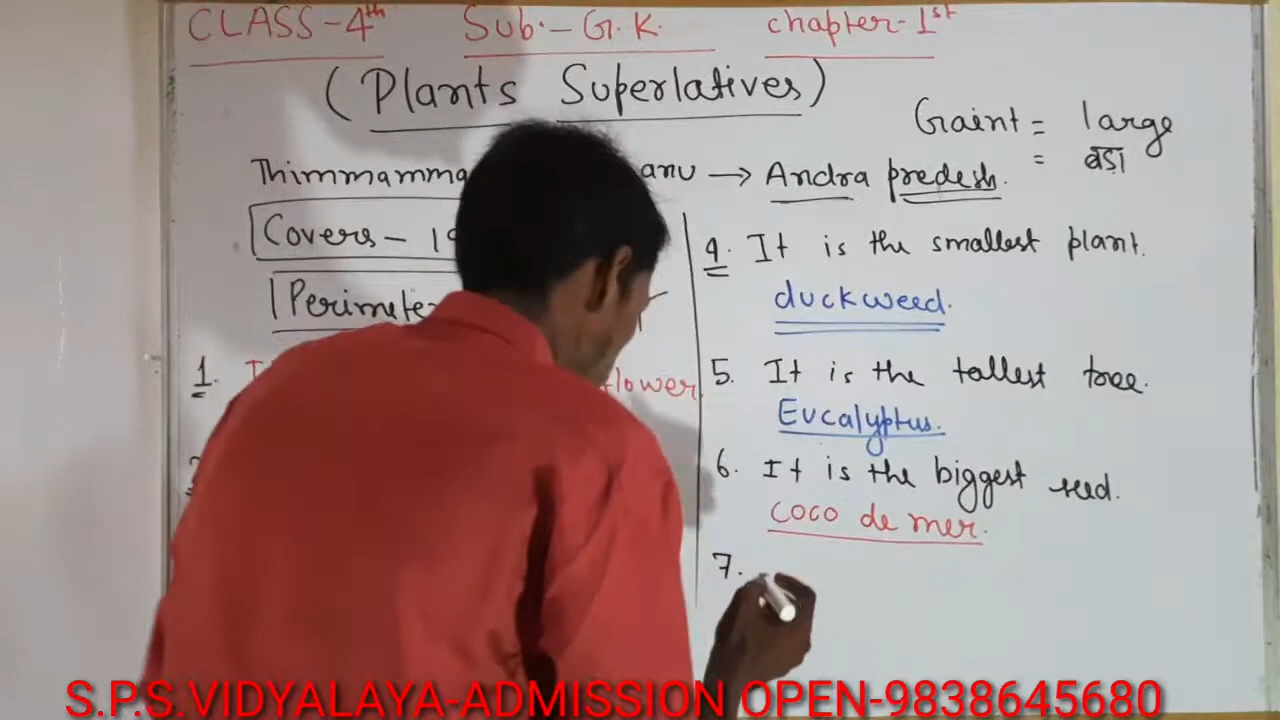 CLASS-4th Sub.- G.K. chapter-1st
(Plants Superlatives)
Gaint = large
= बड़ा
Thimmamma anu → Andra predesh.
Covers - 19
Perimete
1.
flower
4. It is the smallest plant.
duckweed.
5. It is the tallest tree.
Eucalyptus.
6. It is the biggest seed.
coco de mer.
7.
S.P.S.VIDYALAYA-ADMISSION OPEN-9838645680